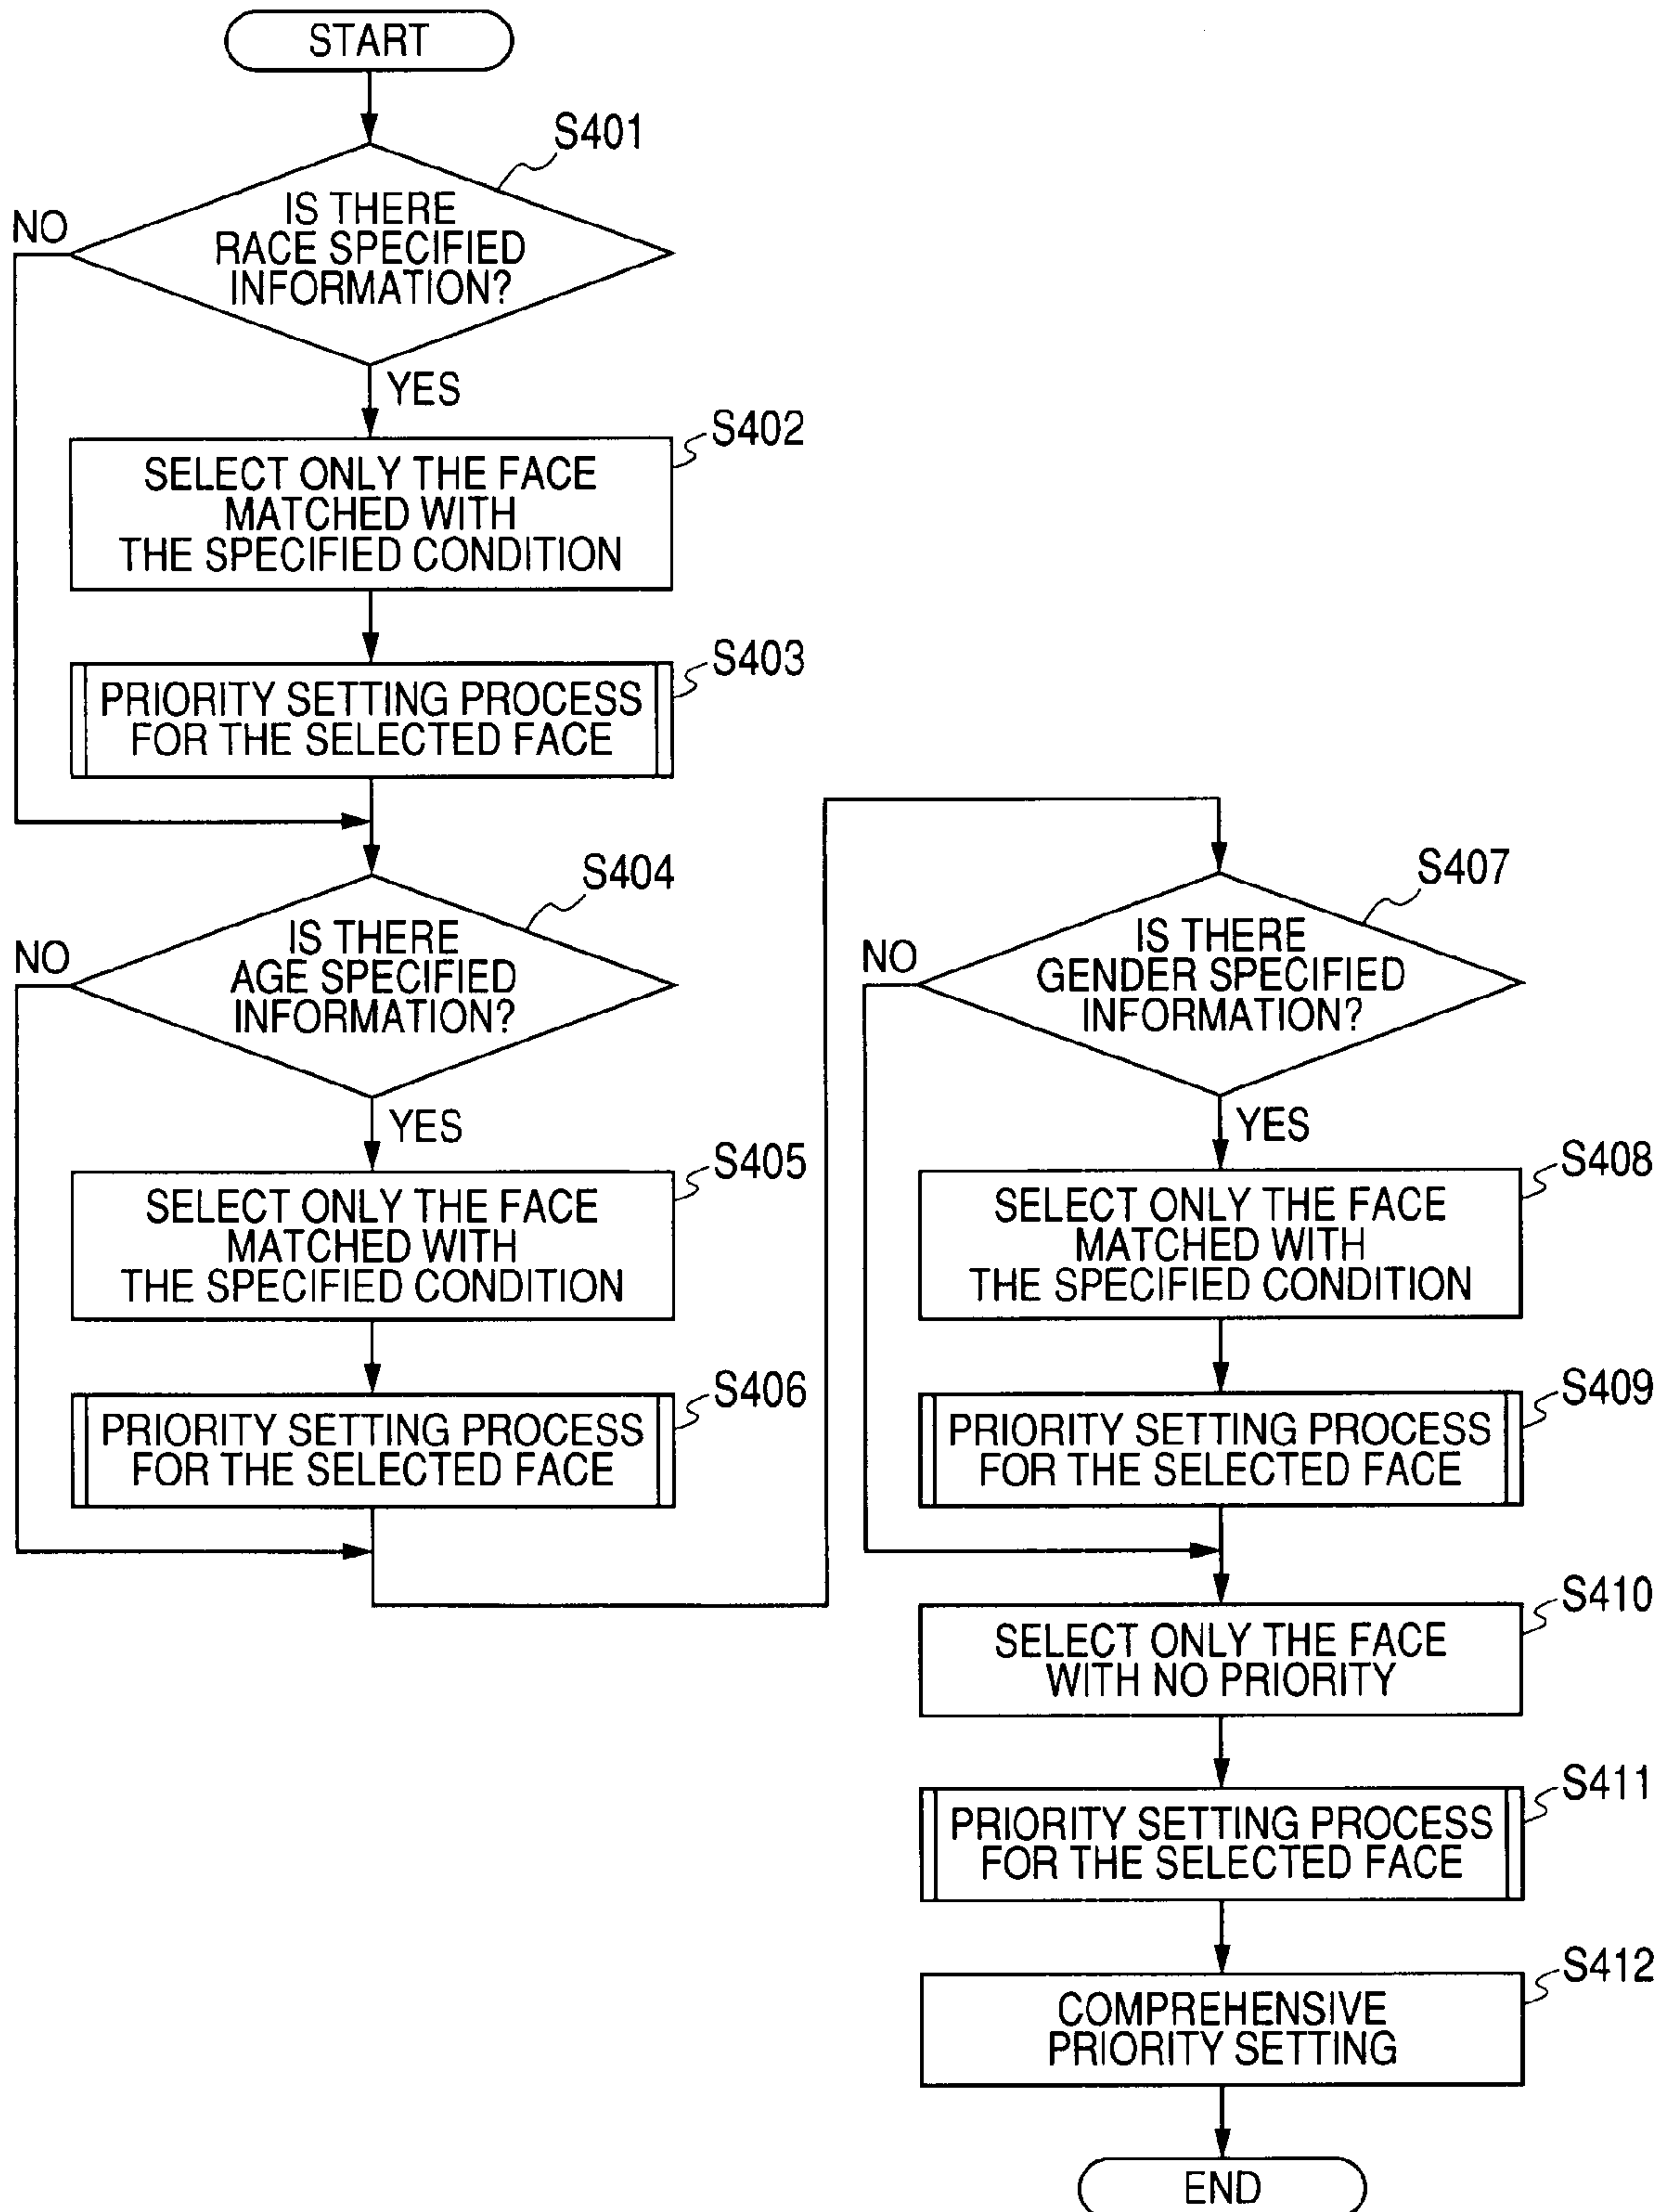 START
S401
IS THERE
RACE SPECIFIED
INFORMATION?
NO
YES
S402
SELECT ONLY THE FACE
MATCHED WITH
THE SPECIFIED CONDITION
S403
PRIORITY SETTING PROCESS
FOR THE SELECTED FACE
S404
IS THERE
AGE SPECIFIED
INFORMATION?
NO
YES
S405
SELECT ONLY THE FACE
MATCHED WITH
THE SPECIFIED CONDITION
S406
PRIORITY SETTING PROCESS
FOR THE SELECTED FACE
S407
IS THERE
GENDER SPECIFIED
INFORMATION?
NO
YES
S408
SELECT ONLY THE FACE
MATCHED WITH
THE SPECIFIED CONDITION
S409
PRIORITY SETTING PROCESS
FOR THE SELECTED FACE
S410
SELECT ONLY THE FACE
WITH NO PRIORITY
S411
PRIORITY SETTING PROCESS
FOR THE SELECTED FACE
S412
COMPREHENSIVE
PRIORITY SETTING
END